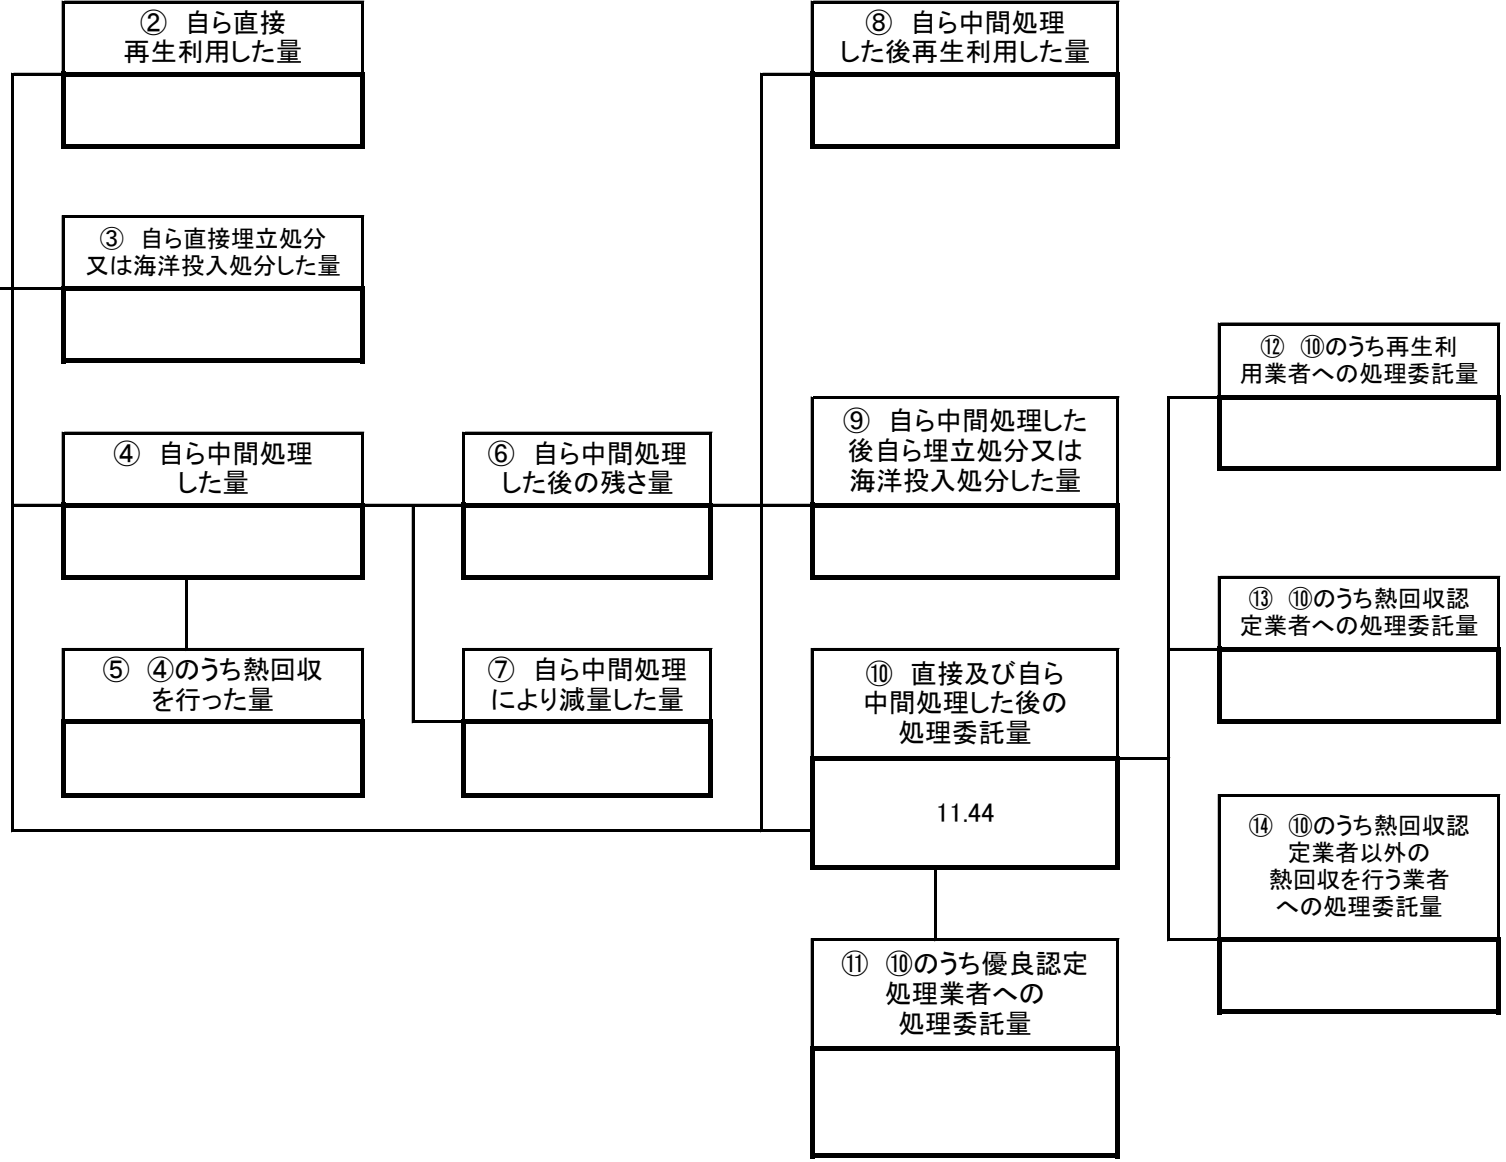 ② 自ら直接
再生利用した量
⑧ 自ら中間処理
した後再生利用した量
③ 自ら直接埋立処分
又は海洋投入処分した量
⑫ ⑩のうち再生利
用業者への処理委託量
④ 自ら中間処理
した量
⑥ 自ら中間処理
した後の残さ量
⑨ 自ら中間処理した
後自ら埋立処分又は
海洋投入処分した量
⑬ ⑩のうち熱回収認
定業者への処理委託量
⑤ ④のうち熱回収
を行った量
⑦ 自ら中間処理
により減量した量
⑩ 直接及び自ら
中間処理した後の
処理委託量
11.44
⑭ ⑩のうち熱回収認
定業者以外の
熱回収を行う業者
への処理委託量
⑪ ⑩のうち優良認定
処理業者への
処理委託量